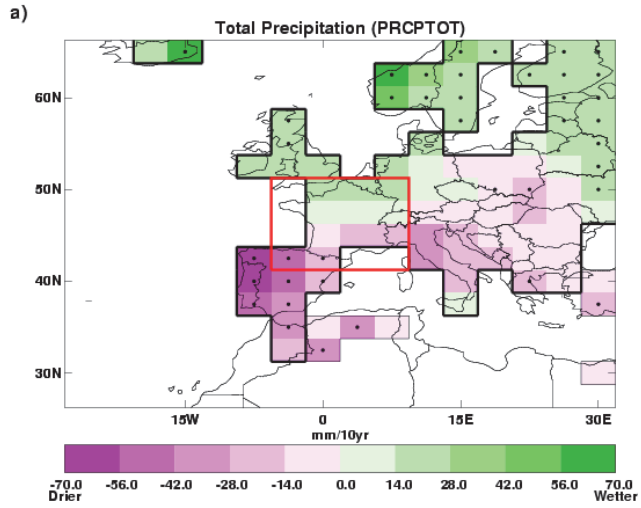 a)
Total Precipitation (PRCPTOT)
60N
50N
40N
30N
15W 0 15E 30E
mm/10yr
-70.0 -56.0 -42.0 -28.0 -14.0 0.0 14.0 28.0 42.0 56.0 70.0
Drier Wetter